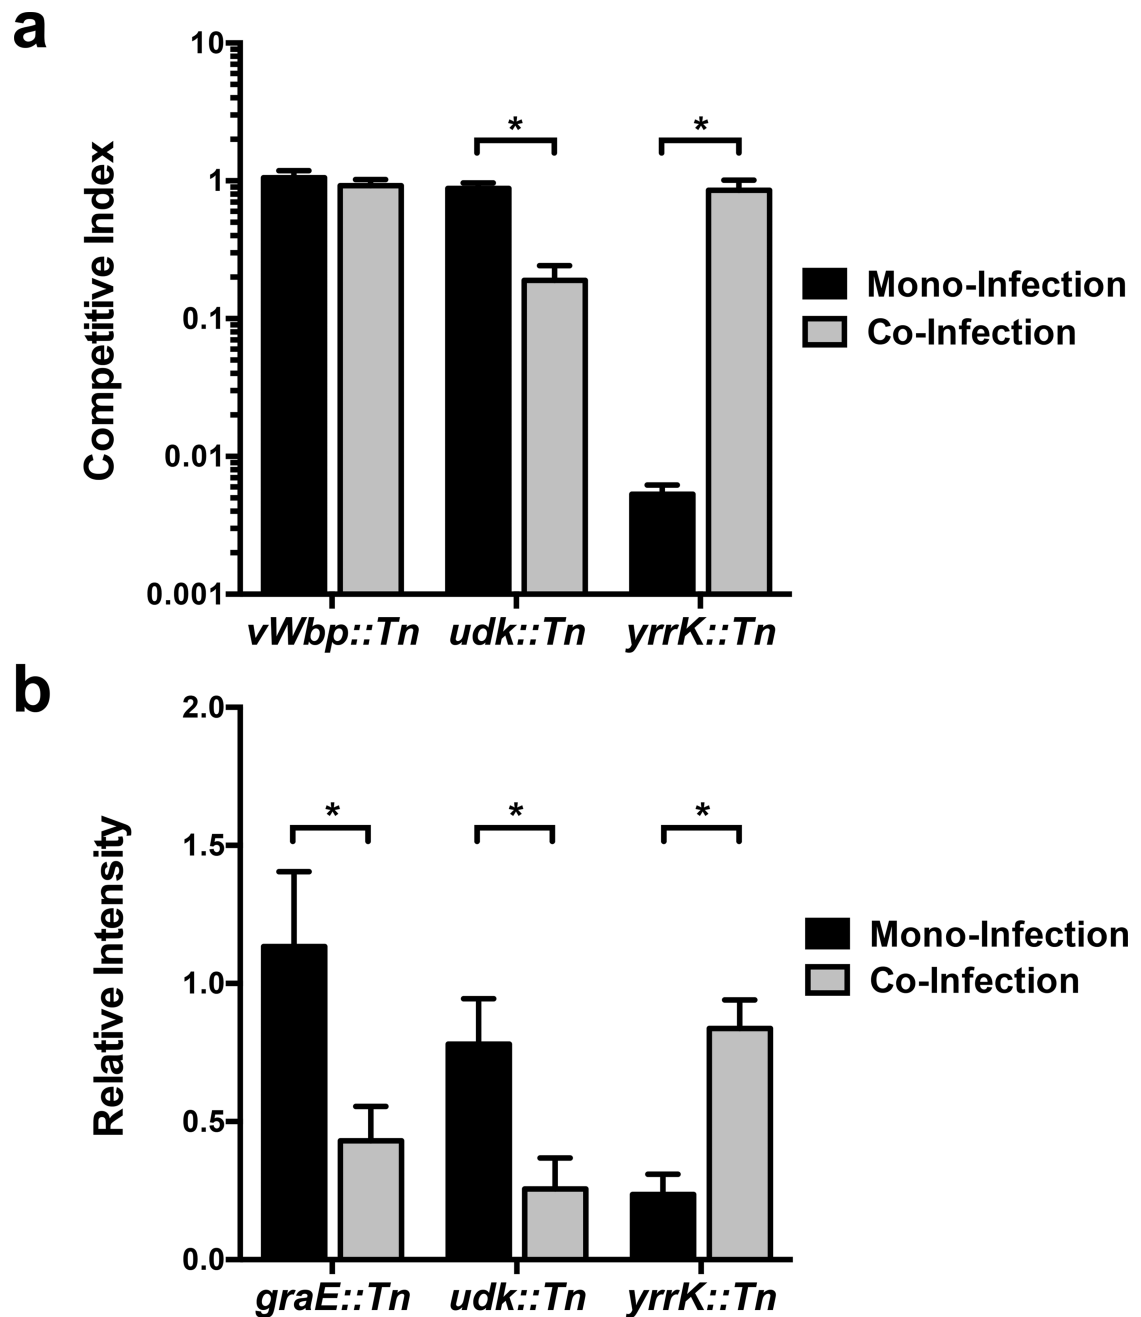 a
10
1
0.1
0.01
0.001
Competitive Index
*
*
vWbp::Tn
udk::Tn
yrrK::Tn
Mono-Infection
Co-Infection
b
2.0
1.5
1.0
0.5
0.0
Relative Intensity
*
*
*
graE::Tn
udk::Tn
yrrK::Tn
Mono-Infection
Co-Infection